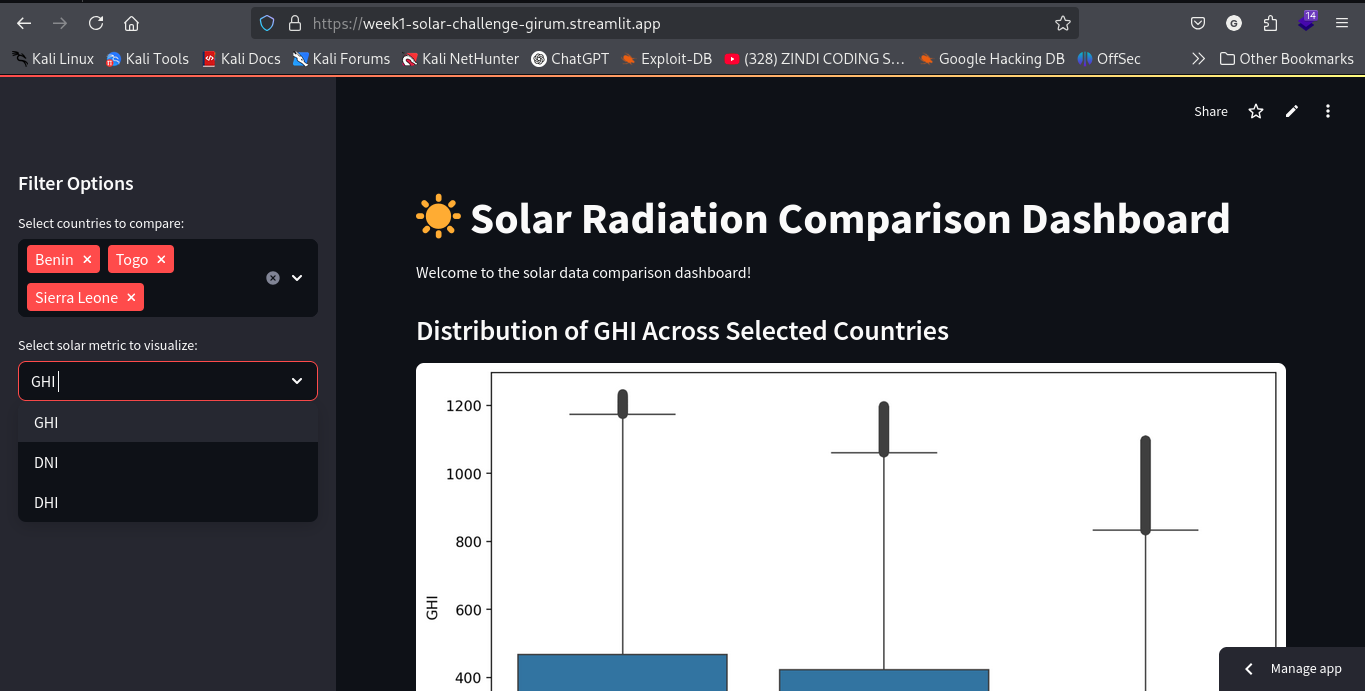 https://week1-solar-challenge-girum.streamlit.app
14
G
Kali Linux Kali Tools Kali Docs Kali Forums Kali NetHunter ChatGPT Exploit-DB (328) ZINDI CODING S... Google Hacking DB OffSec Other Bookmarks
Share
Filter Options
Select countries to compare:
Benin
Togo
Sierra Leone
Select solar metric to visualize:
GHI
GHI
DNI
DHI
Solar Radiation Comparison Dashboard
Welcome to the solar data comparison dashboard!
Distribution of GHI Across Selected Countries
1200
1000
800
600
400
GHI
Manage app